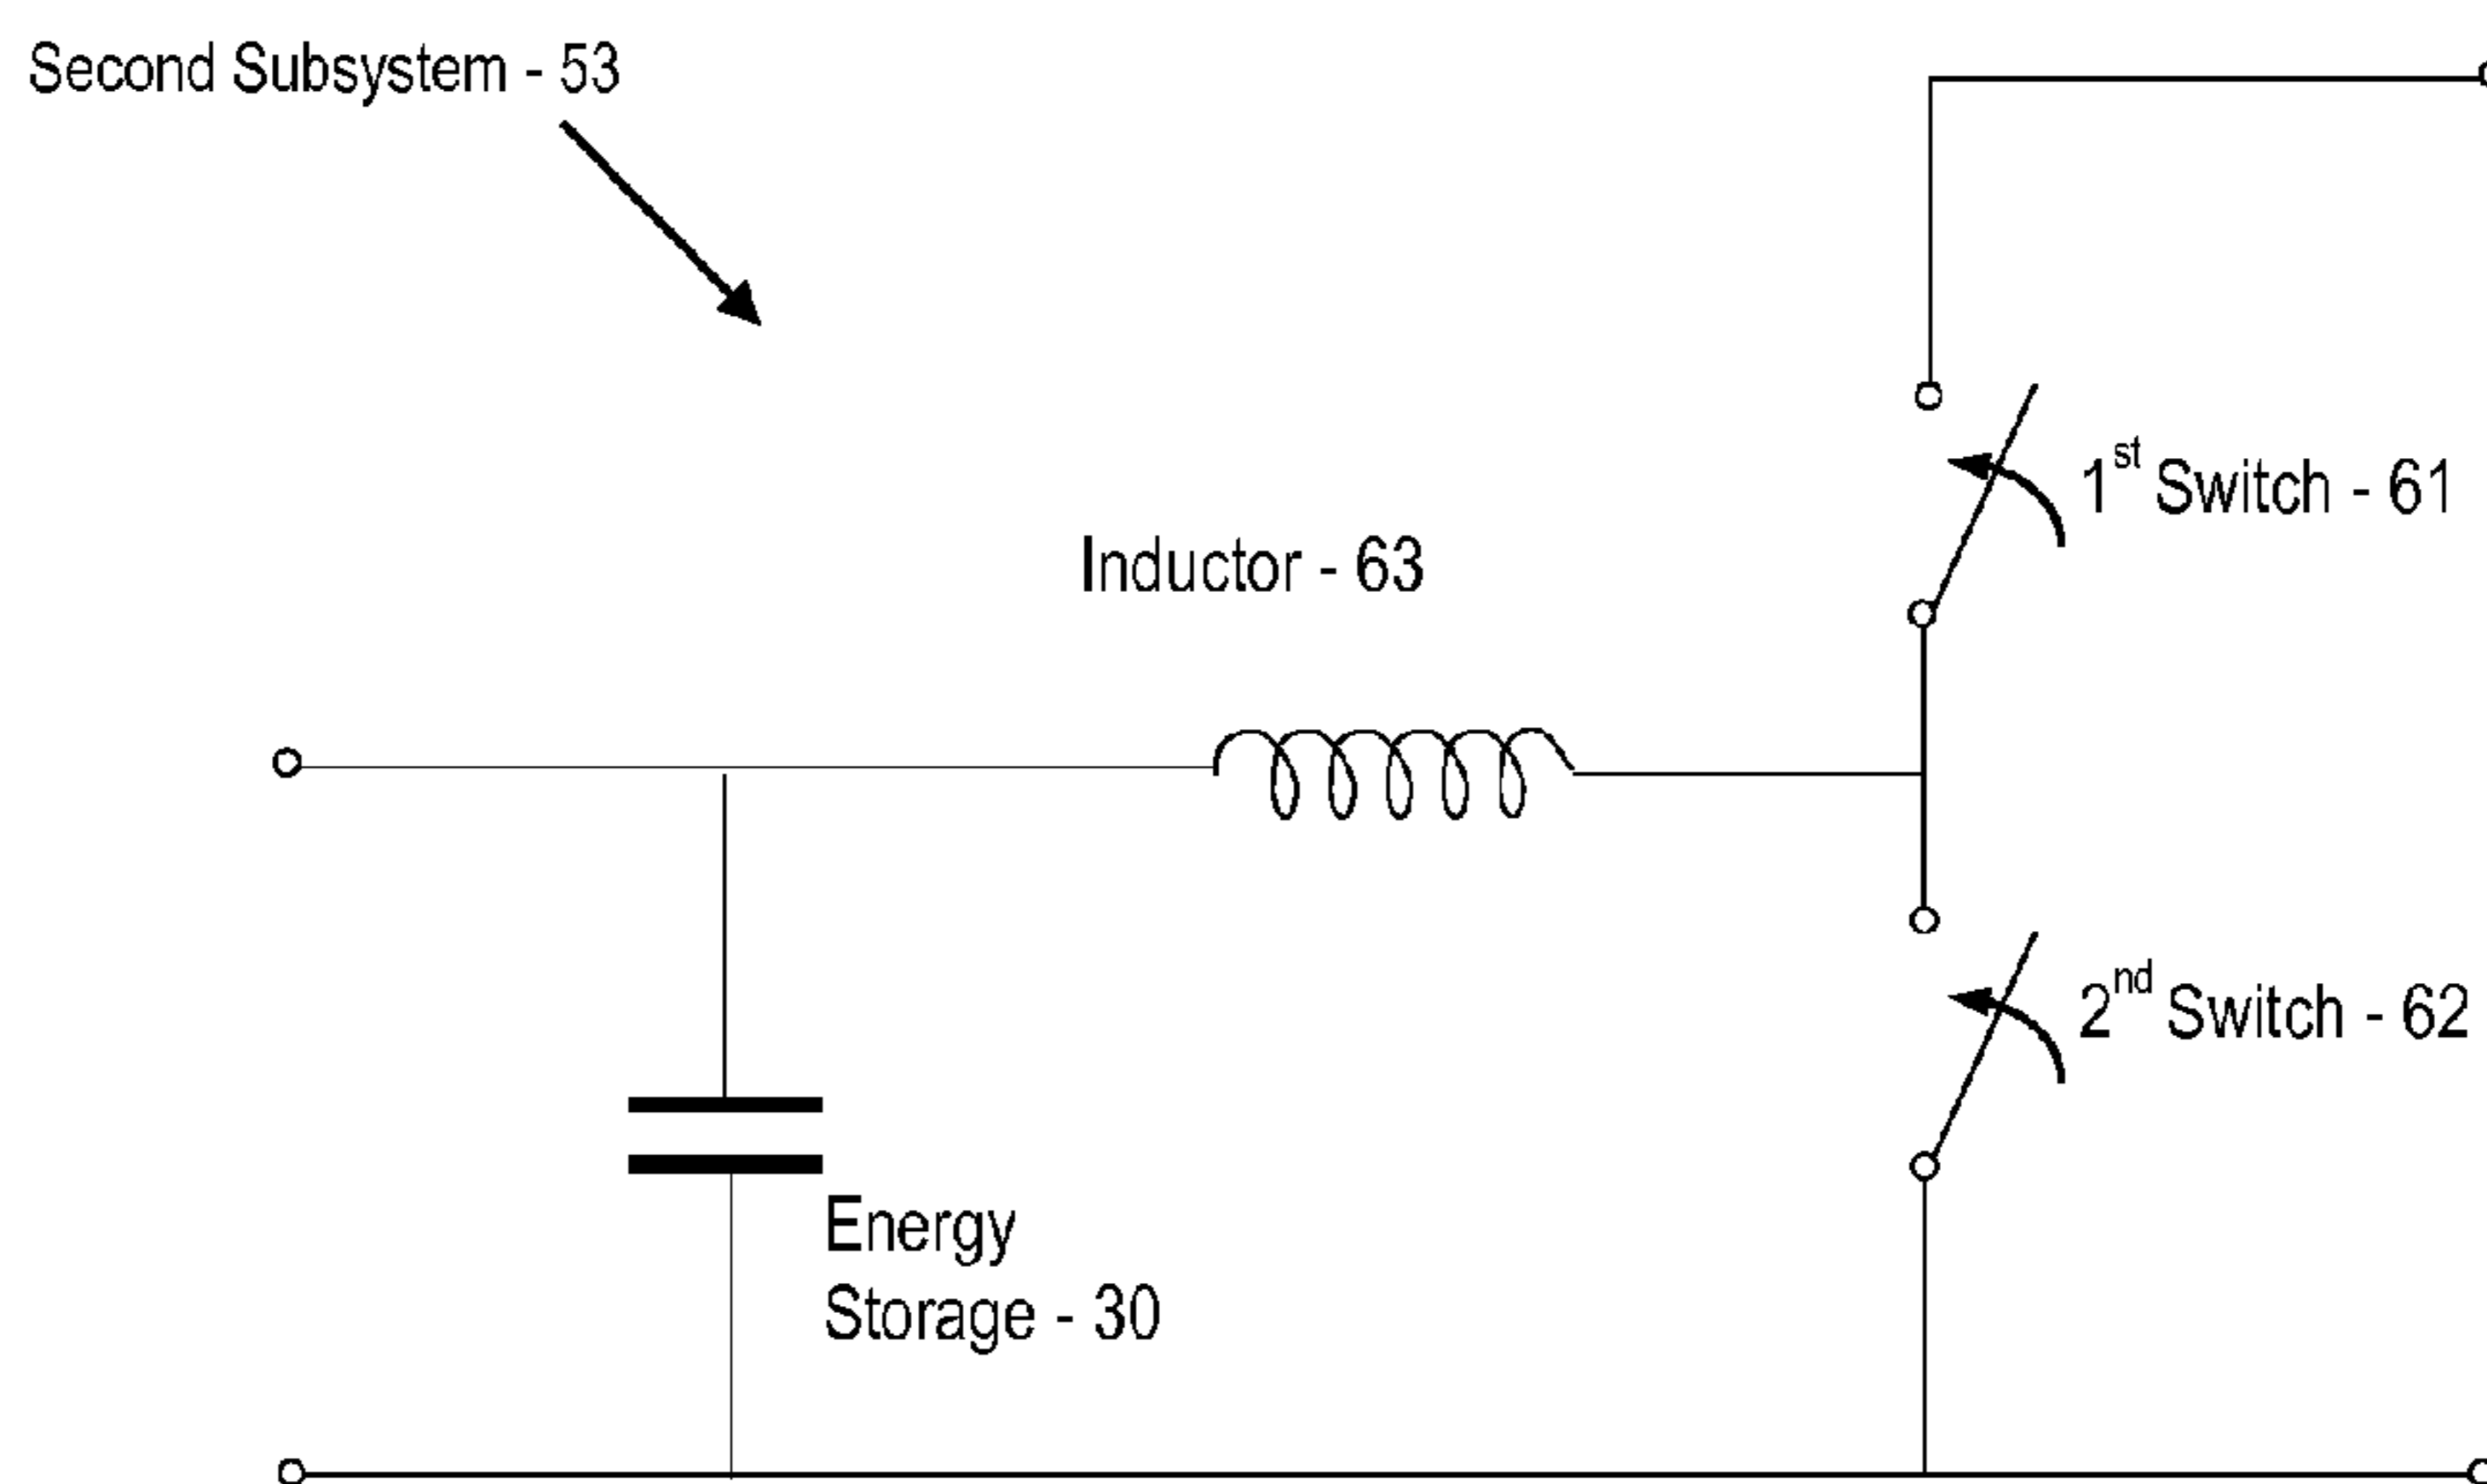 Second Subsystem - 53
1st Switch - 61
Inductor - 63
2nd Switch - 62
Energy
Storage - 30